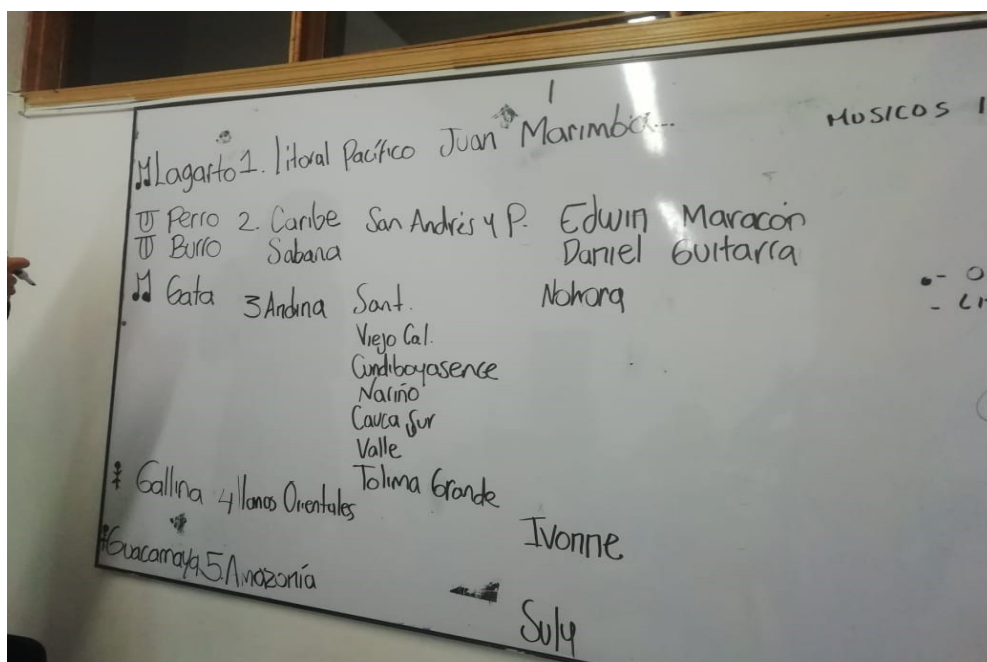 Lagarto 1. litoral Pacífico Juan Marimba...
MUSICOS
Perro 2. Caribe San Andrés y P. Edwin Maracón
Burro Sabana Daniel Guitarra
Gata 3 Andina Sant. Nohora
Viejo Cal.
Cundiboyasence
Nariño
Cauca Sur
Valle
Tolima Grande
Gallina 4 llanos Orientales
Ivonne
Guacamaya 5. Amazonía
Suly